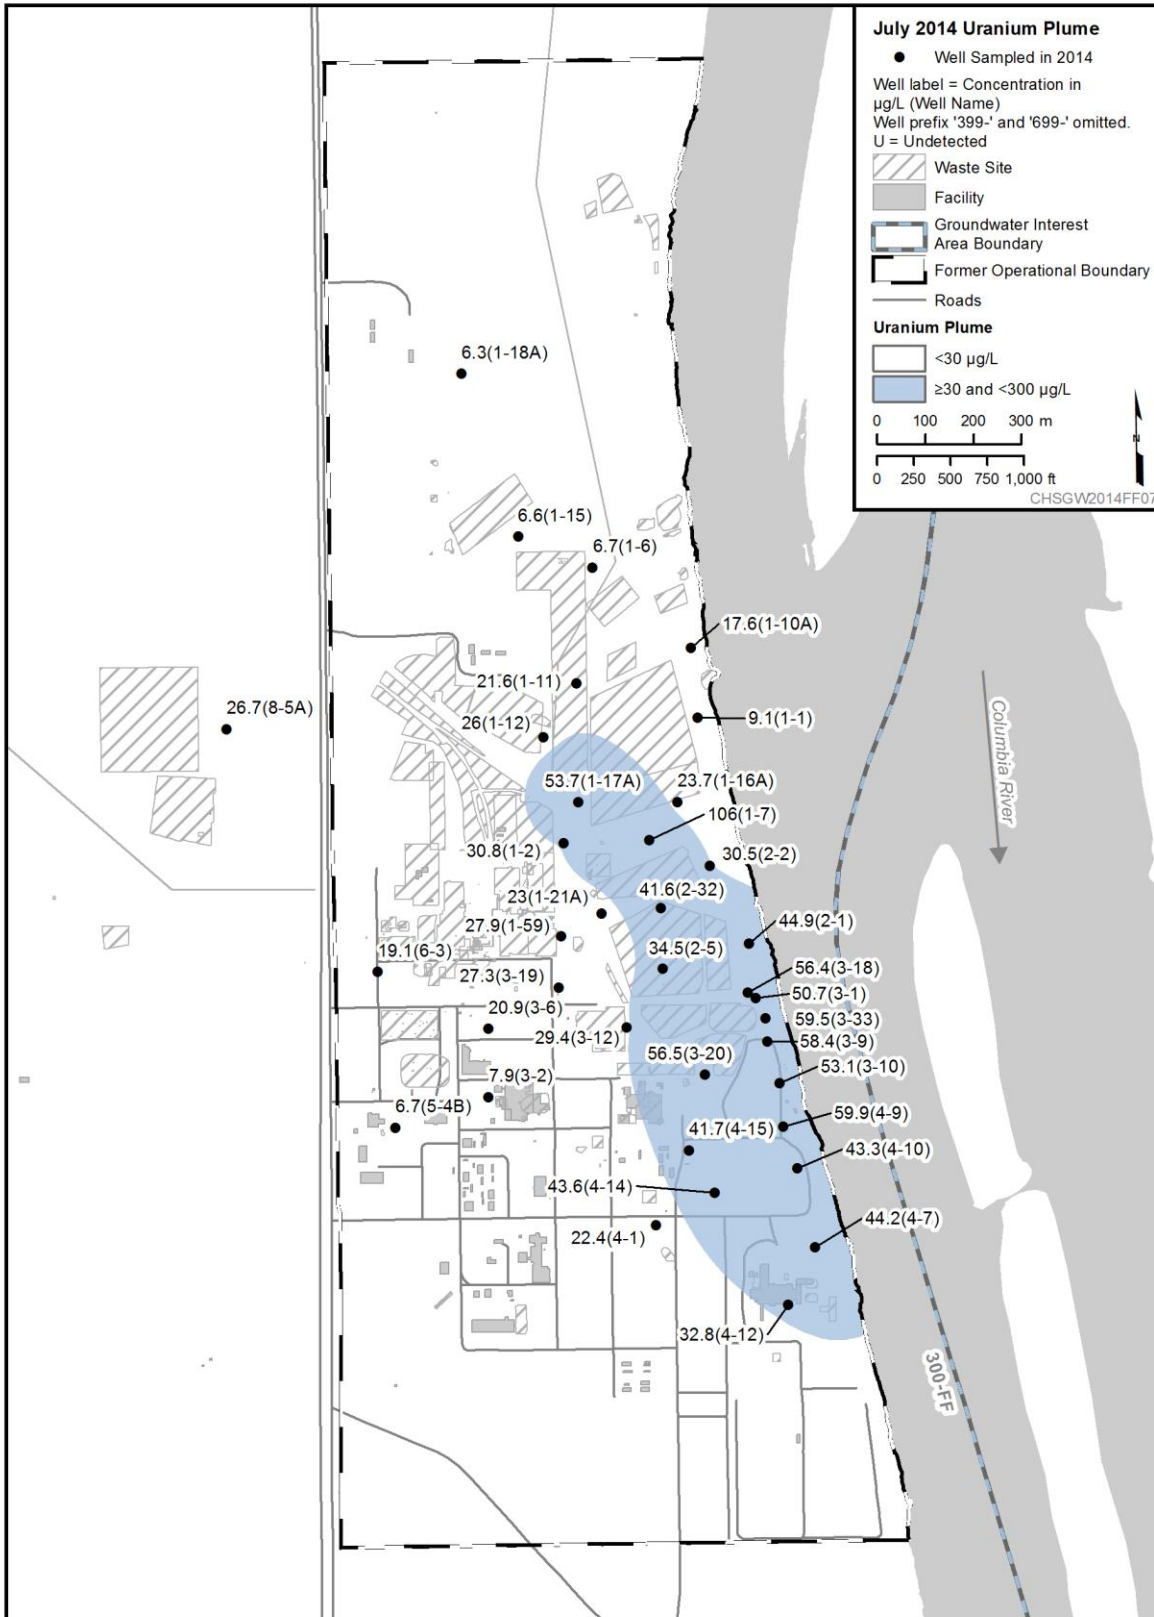 July 2014 Uranium Plume
Well Sampled in 2014
Well label = Concentration in
µg/L (Well Name)
Well prefix '399-' and '699-' omitted.
U = Undetected
Waste Site
Facility
Groundwater Interest
Area Boundary
Former Operational Boundary
Roads
Uranium Plume
<30 µg/L
≥30 and <300 µg/L
0 100 200 300 m
N
0 250 500 750 1,000 ft
CHSGW2014FF07
6.3(1-18A)
6.6(1-15)
6.7(1-6)
17.6(1-10A)
21.6(1-11)
26.7(8-5A)
9.1(1-1)
26(1-12)
Columbia River
53.7(1-17A)
23.7(1-16A)
106(1-7)
30.8(1-2)
30.5(2-2)
41.6(2-32)
23(1-21A)
44.9(2-1)
27.9(1-59)
34.5(2-5)
19.1(6-3)
56.4(3-18)
27.3(3-19)
50.7(3-1)
20.9(3-6)
59.5(3-33)
29.4(3-12)
58.4(3-9)
56.5(3-20)
53.1(3-10)
7.9(3-2)
6.7(5-4B)
59.9(4-9)
41.7(4-15)
43.3(4-10)
43.6(4-14)
44.2(4-7)
22.4(4-1)
32.8(4-12)
300-FF